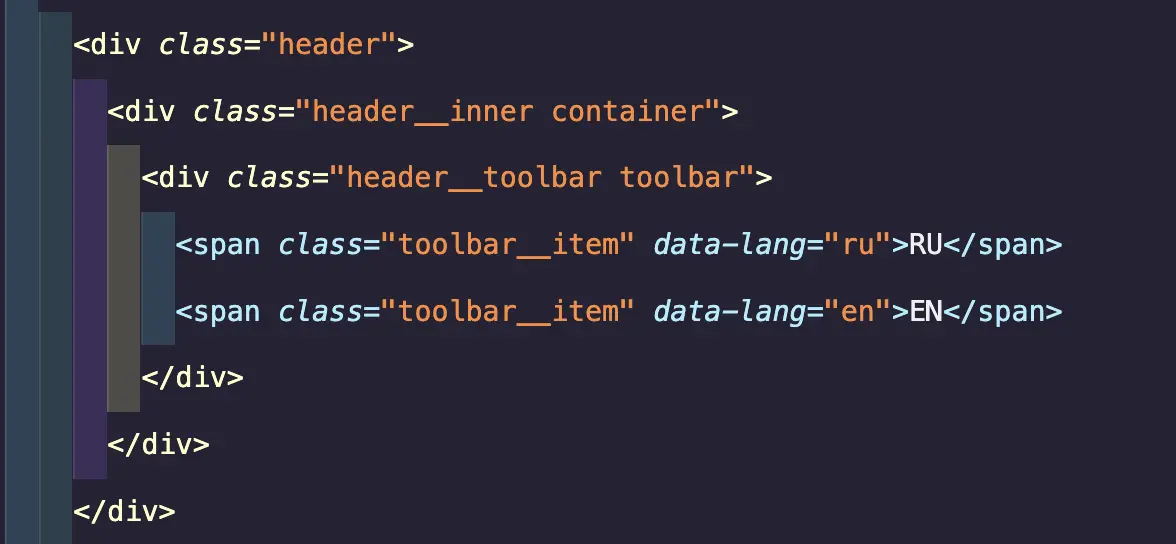 <div class="header">
<div class="header__inner container">
<div class="header__toolbar toolbar">
<span class="toolbar__item" data-lang="ru">RU</span>
<span class="toolbar__item" data-lang="en">EN</span>
</div>
</div>
</div>